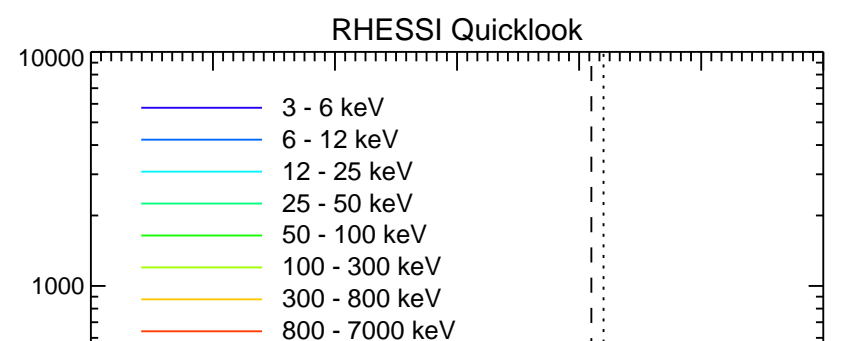 RHESSI Quicklook
10000
3 - 6 keV
6 - 12 keV
12 - 25 keV
25 - 50 keV
50 - 100 keV
100 - 300 keV
1000
300 - 800 keV
800 - 7000 keV